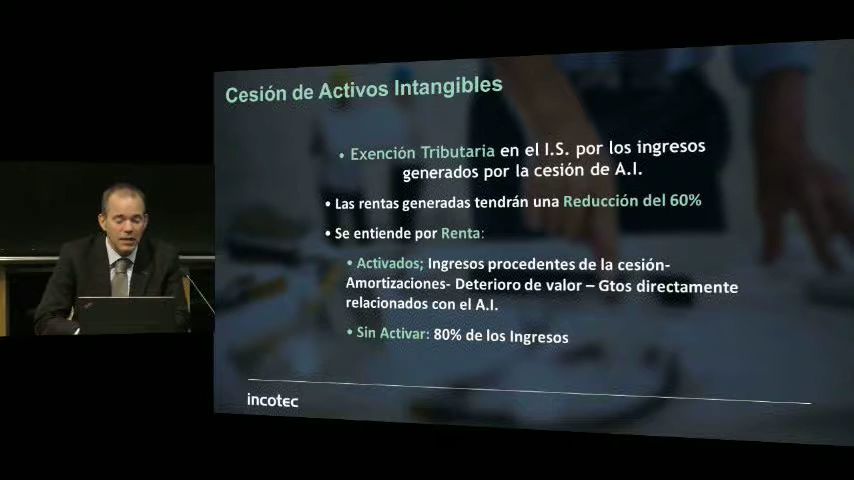 Cesión de Activos Intangibles
• Exención Tributaria en el I.S. por los ingresos
generados por la cesión de A.I.
• Las rentas generadas tendrán una Reducción del 60%
• Se entiende por Renta:
• Activados; Ingresos procedentes de la cesión-
Amortizaciones- Deterioro de valor – Gtos directamente
relacionados con el A.I.
• Sin Activar: 80% de los Ingresos
incotec